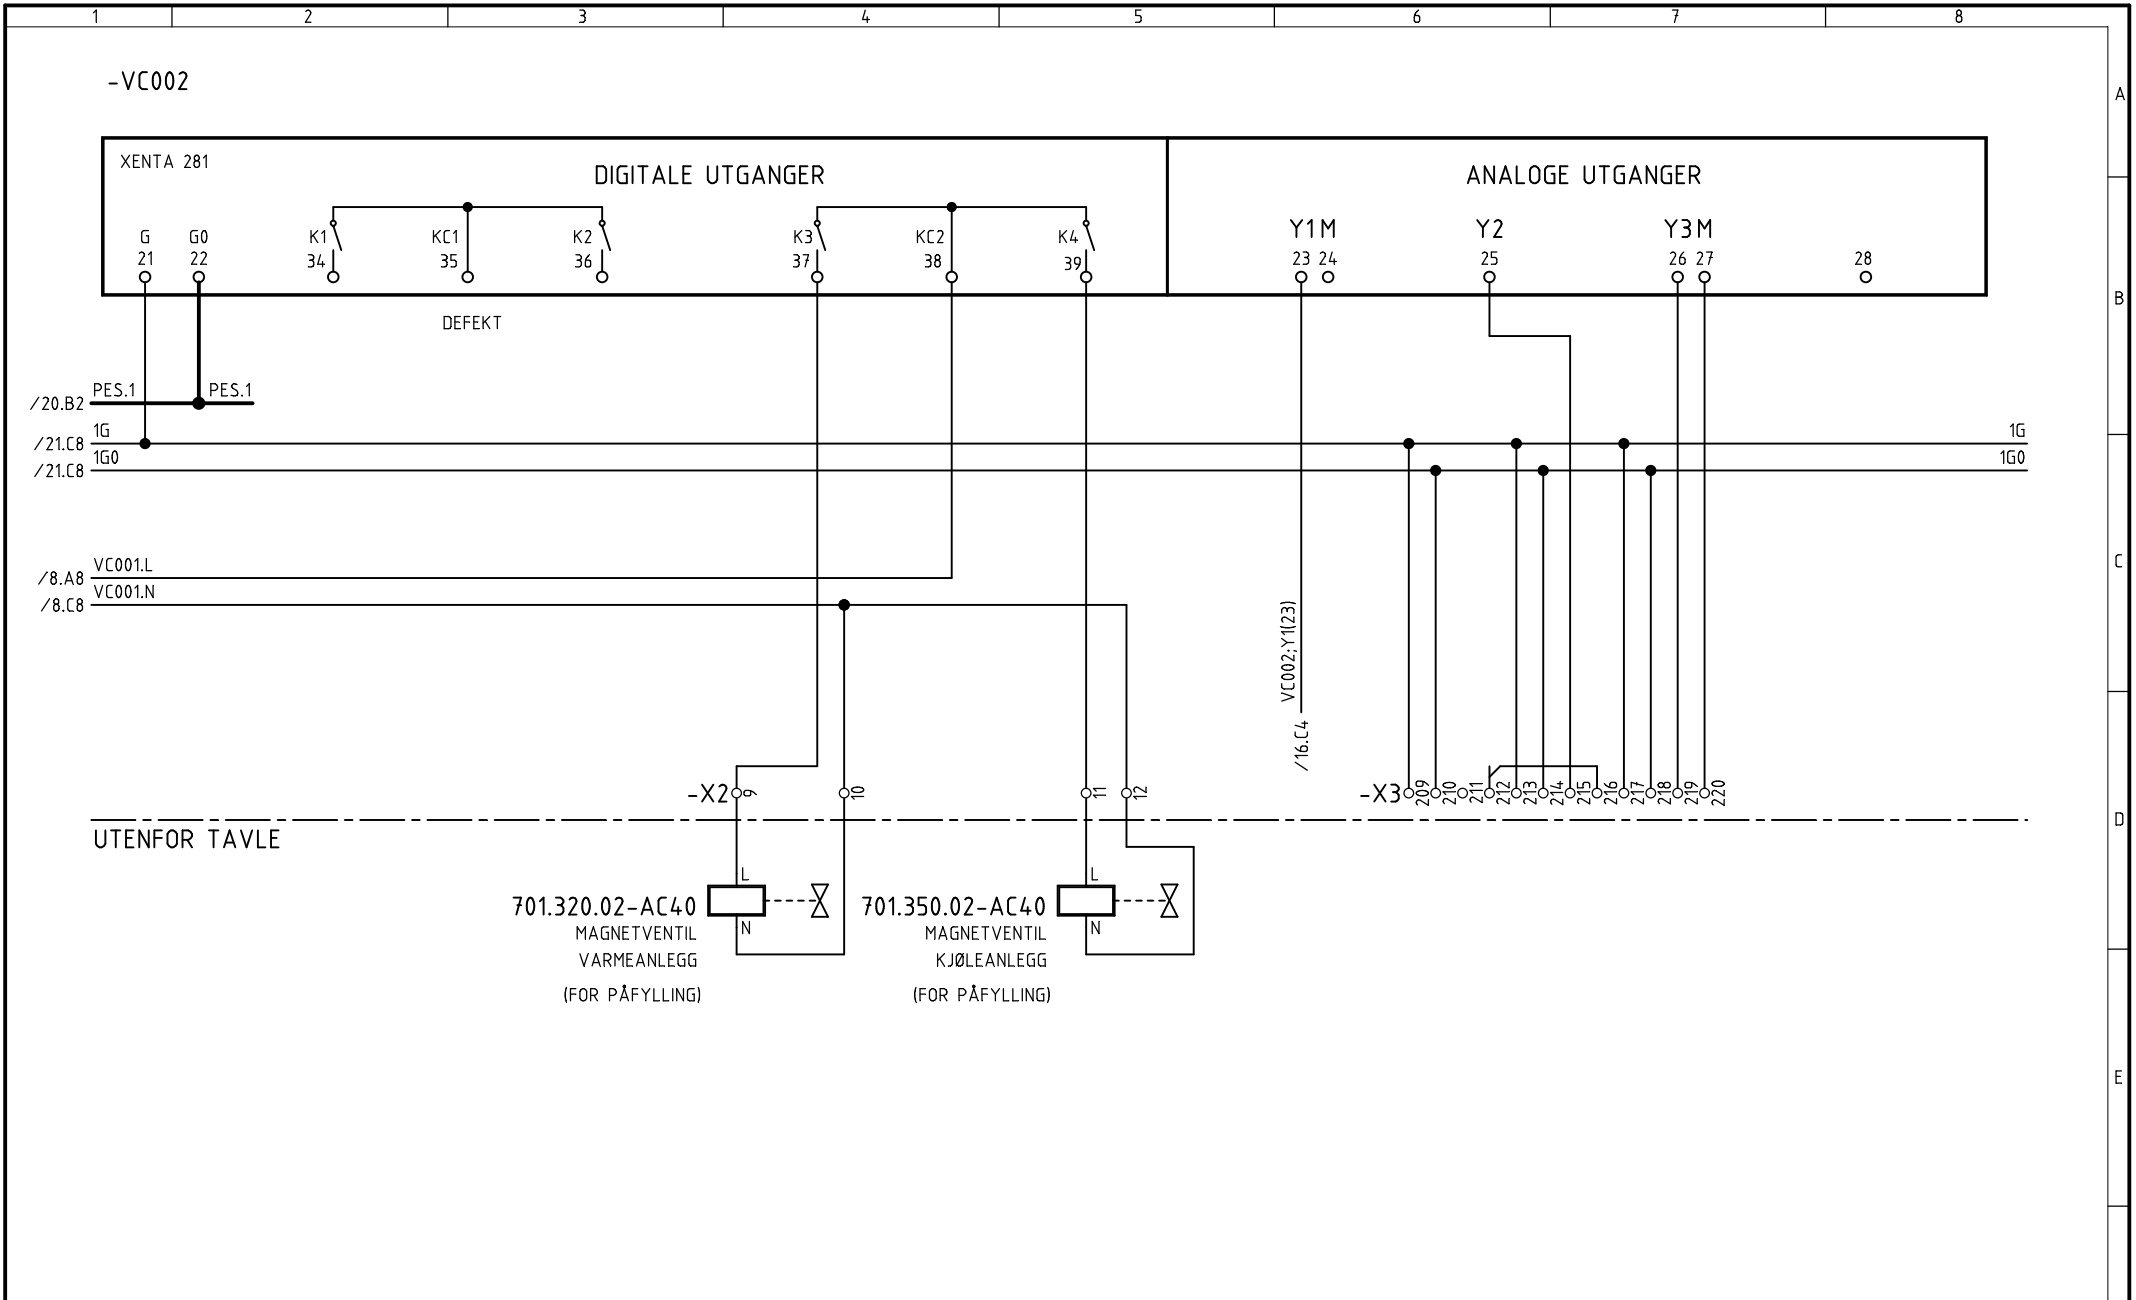 1 2 3 4 5 6 7 8
-VC002
A
XENTA 281
DIGITALE UTGANGER
ANALOGE UTGANGER
G G0 K1 KC1 K2 K3 KC2 K4 Y1 M Y2 Y3 M
21 22 34 35 36 37 38 39 23 24 25 26 27 28
B
DEFEKT
PES.1 PES.1
/20.B2
1G 1G
/21.C8
1G0 1G0
/21.C8
VC001.L
/8.A8
C
VC001.N
/8.C8
VC002;Y1(23)
/16.C4
-X2 9 10 11 12
-X3 209 210 211 212 213 214 215 216 217 218 219 220
D
UTENFOR TAVLE
L L
701.320.02-AC40 701.350.02-AC40
N N
MAGNETVENTIL MAGNETVENTIL
VARMEANLEGG KJØLEANLEGG
(FOR PÅFYLLING) (FOR PÅFYLLING)
E